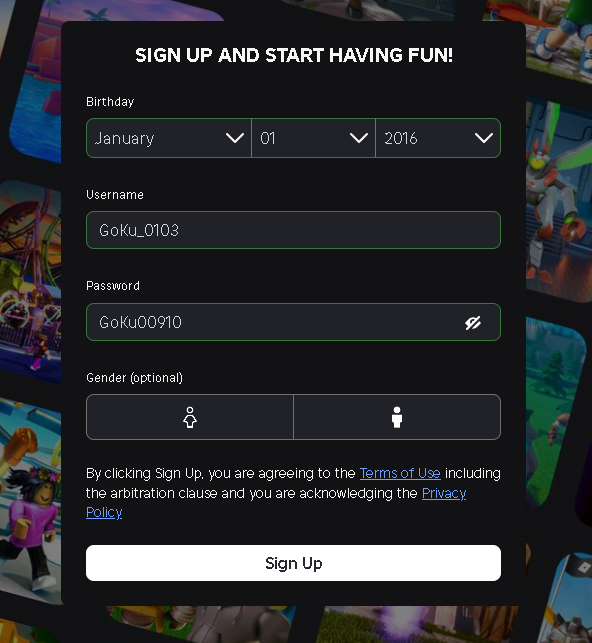 SIGN UP AND START HAVING FUN!
Birthday
January 01 2016
Username
GoKu_0103
Password
GoKu00910
Gender (optional)
By clicking Sign Up, you are agreeing to the Terms of Use including
the arbitration clause and you are acknowledging the Privacy
Policy
Sign Up